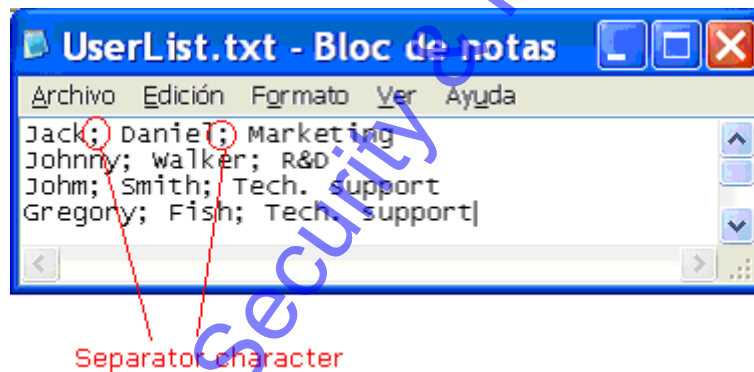 UserList.txt - Bloc de notas
Archivo Edición Formato Ver Ayuda
Jack; Daniel; Marketing
Johnny; Walker; R&D
Johm; Smith; Tech. support
Gregory; Fish; Tech. support
Separator character
Security &